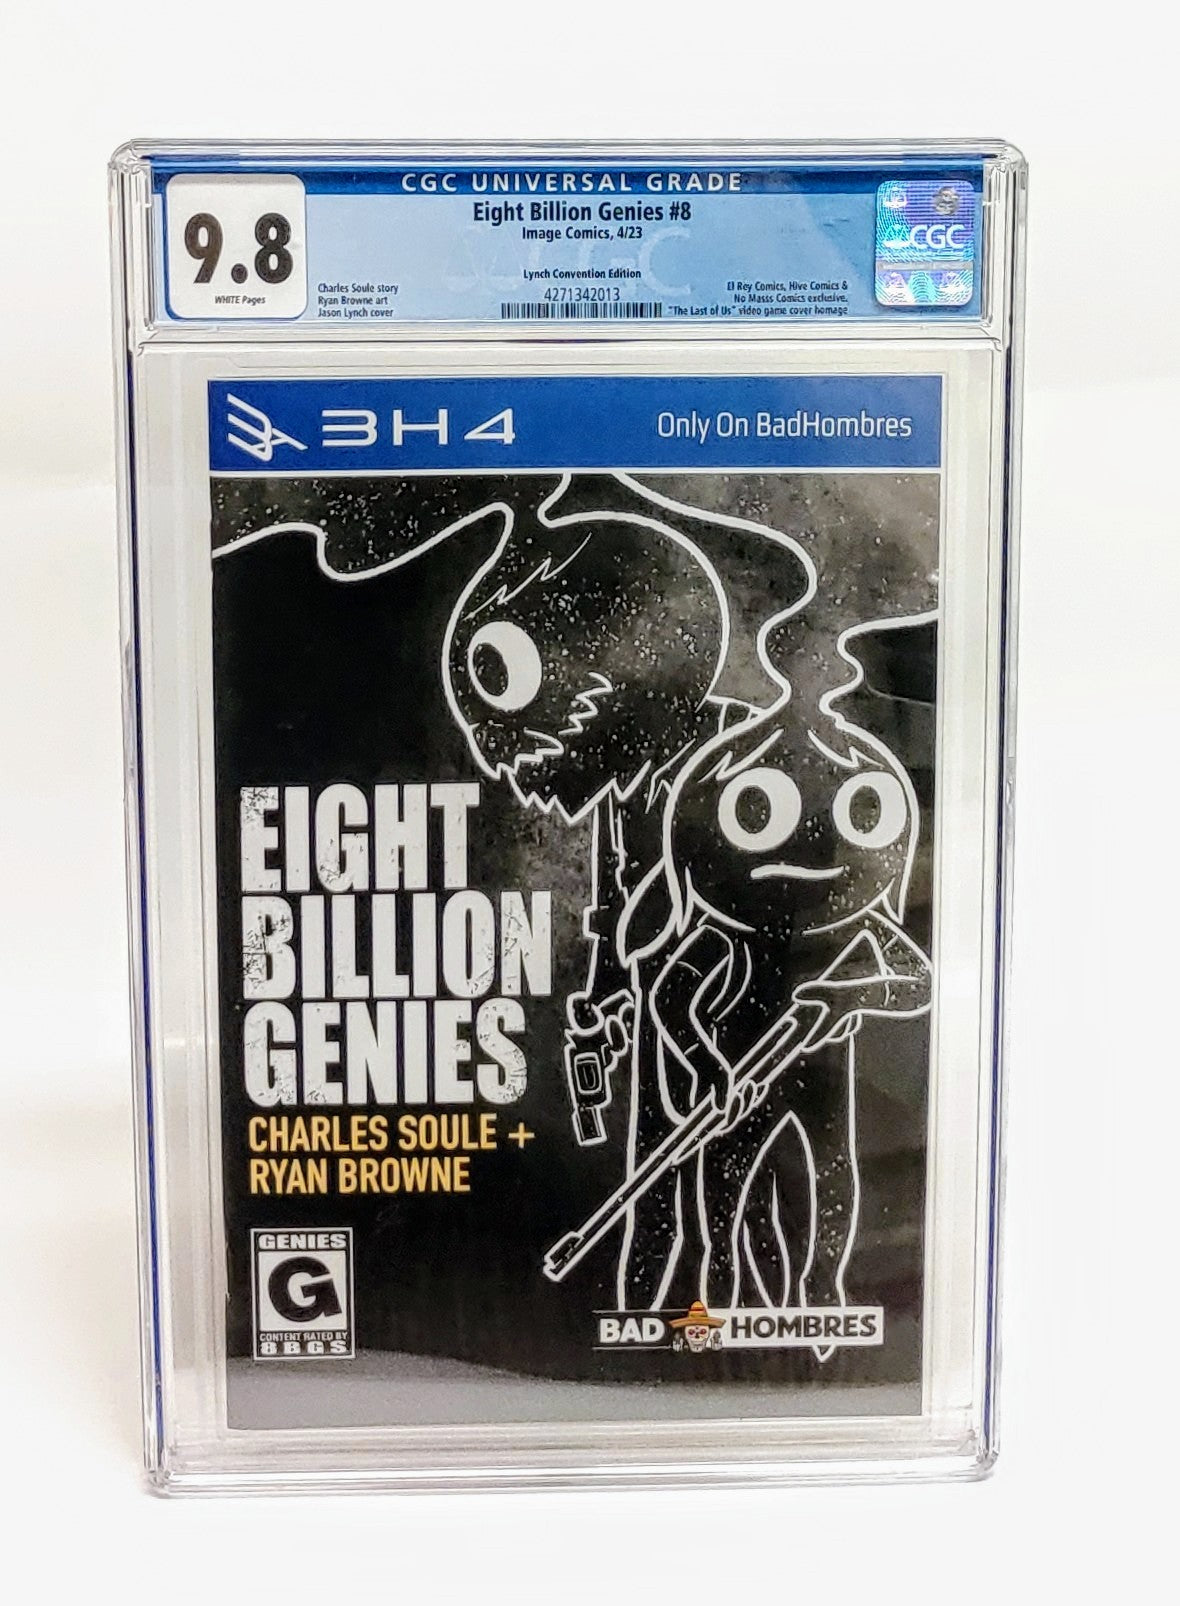 CGC UNIVERSAL GRADE
9.8
WHITE Pages
Eight Billion Genies #8
Image Comics, 4/23
Lynch Convention Edition
4271342013
Charles Soule story
Ryan Browne art
Jason Lynch cover
El Rey Comics, Hive Comics &
No Masss Comics exclusive.
"The Last of Us" video game cover homage
CGC
CGC
3H4
Only On BadHombres
EIGHT
BILLION
GENIES
CHARLES SOULE +
RYAN BROWNE
GENIES
G
CONTENT RATED BY
8 B G S
BAD HOMBRES